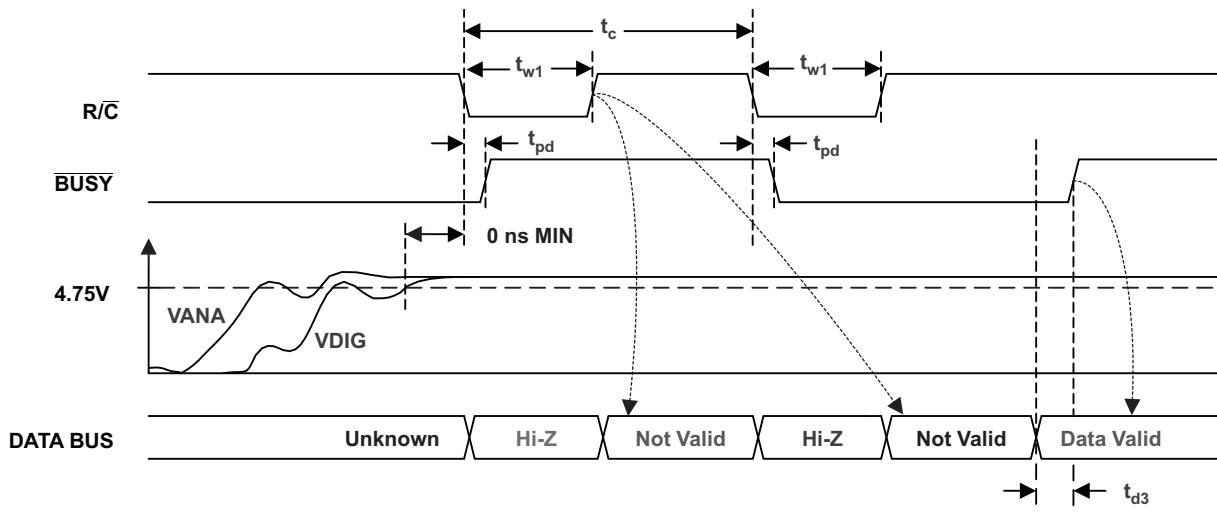 t_c
t_w1 t_w1
R/C̅
t_pd t_pd
B̅U̅S̅Y̅
0 ns MIN
4.75V
VANA
VDIG
DATA BUS Unknown Hi-Z Not Valid Hi-Z Not Valid Data Valid
t_d3